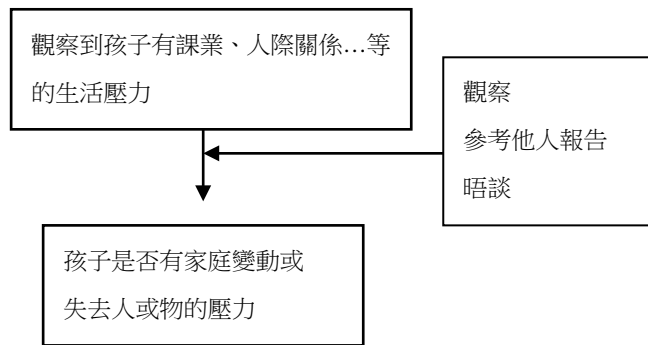 觀察到孩子有課業、人際關係…等
的生活壓力
觀察
參考他人報告
晤談
孩子是否有家庭變動或
失去人或物的壓力